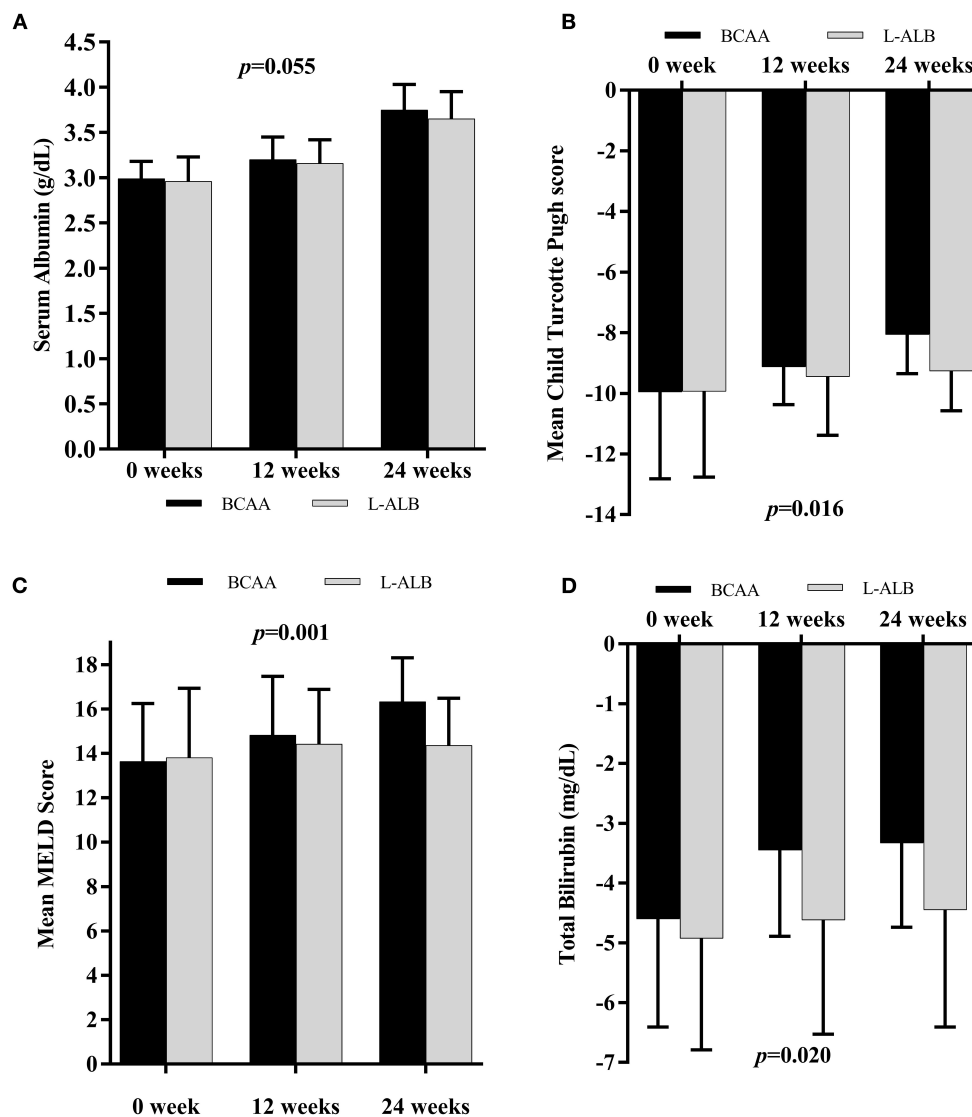 A
Serum Albumin (g/dL)
4.5
4.0
3.5
3.0
2.5
2.0
1.5
1.0
0.5
0.0
p=0.055
0 weeks 12 weeks 24 weeks
BCAA L-ALB
B
BCAA L-ALB
0 week 12 weeks 24 weeks
Mean Child Turcotte Pugh score
0
-2
-4
-6
-8
-10
-12
-14
p=0.016
C
BCAA L-ALB
p=0.001
Mean MELD Score
18
16
14
12
10
8
6
4
2
0
0 week 12 weeks 24 weeks
D
BCAA L-ALB
0 week 12 weeks 24 weeks
Total Bilirubin (mg/dL)
0
-1
-2
-3
-4
-5
-6
-7
p=0.020